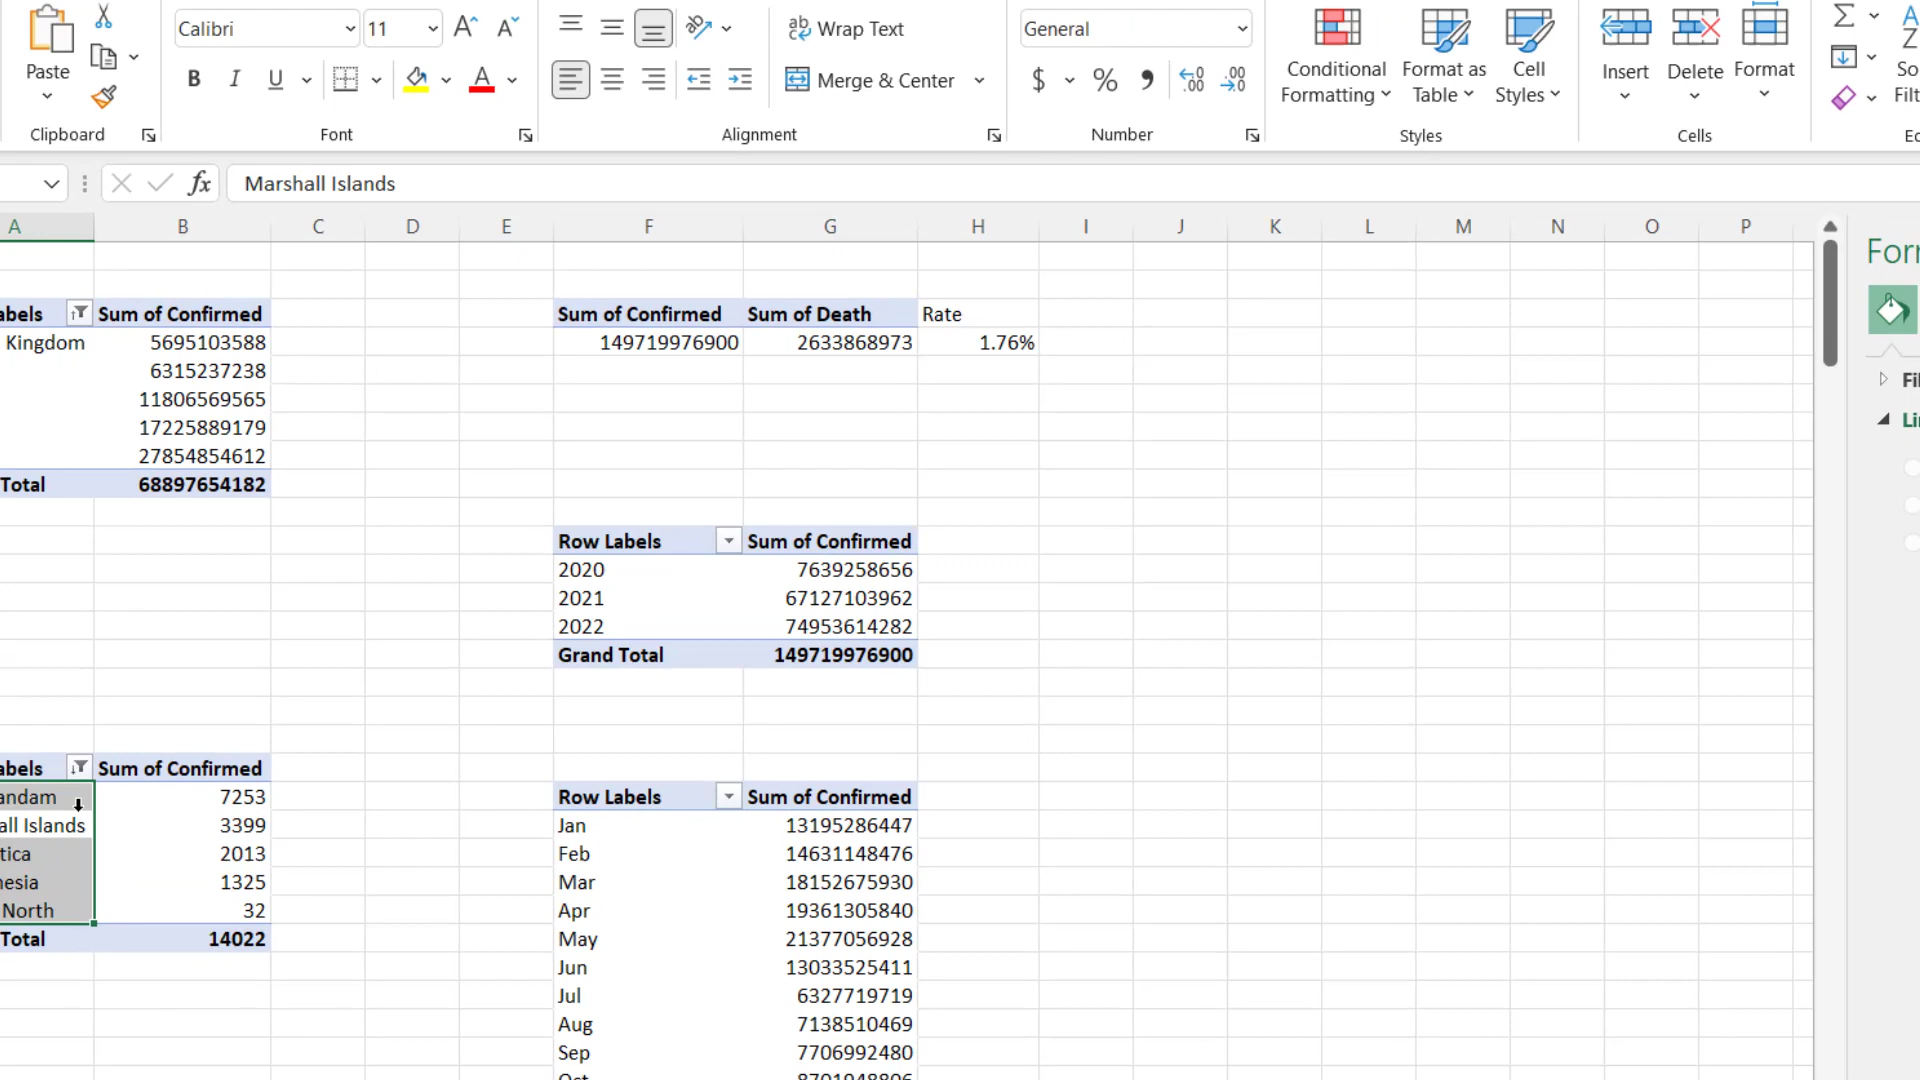 Paste
Clipboard
Calibri
11
B I U
Font
Wrap Text
Merge & Center
Alignment
General
$ % 9
.00
Number
Conditional Formatting
Format as Table
Cell Styles
Styles
Insert
Delete
Format
Cells
fx Marshall Islands
A B C D E F G H I J K L M N O P
abels Sum of Confirmed Sum of Confirmed Sum of Death Rate
Kingdom 5695103588 149719976900 2633868973 1.76%
6315237238
11806569565
17225889179
27854854612
Total 68897654182
Row Labels Sum of Confirmed
2020 7639258656
2021 67127103962
2022 74953614282
Grand Total 149719976900
abels Sum of Confirmed
andam 7253 Row Labels Sum of Confirmed
all Islands 3399 Jan 13195286447
tica 2013 Feb 14631148476
nesia 1325 Mar 18152675930
North 32 Apr 19361305840
Total 14022 May 21377056928
Jun 13033525411
Jul 6327719719
Aug 7138510469
Sep 7706992480